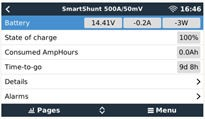 SmartShunt 500A/50mV 16:46
Battery 14.41V -0.2A -3W
State of charge 100%
Consumed AmpHours 0.0Ah
Time-to-go 9d 8h
Details
Alarms
Pages Menu